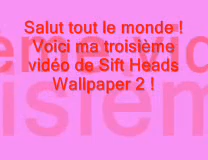 Salut tout le monde !
Voici ma troisième
vidéo de Sift Heads
Wallpaper 2 !